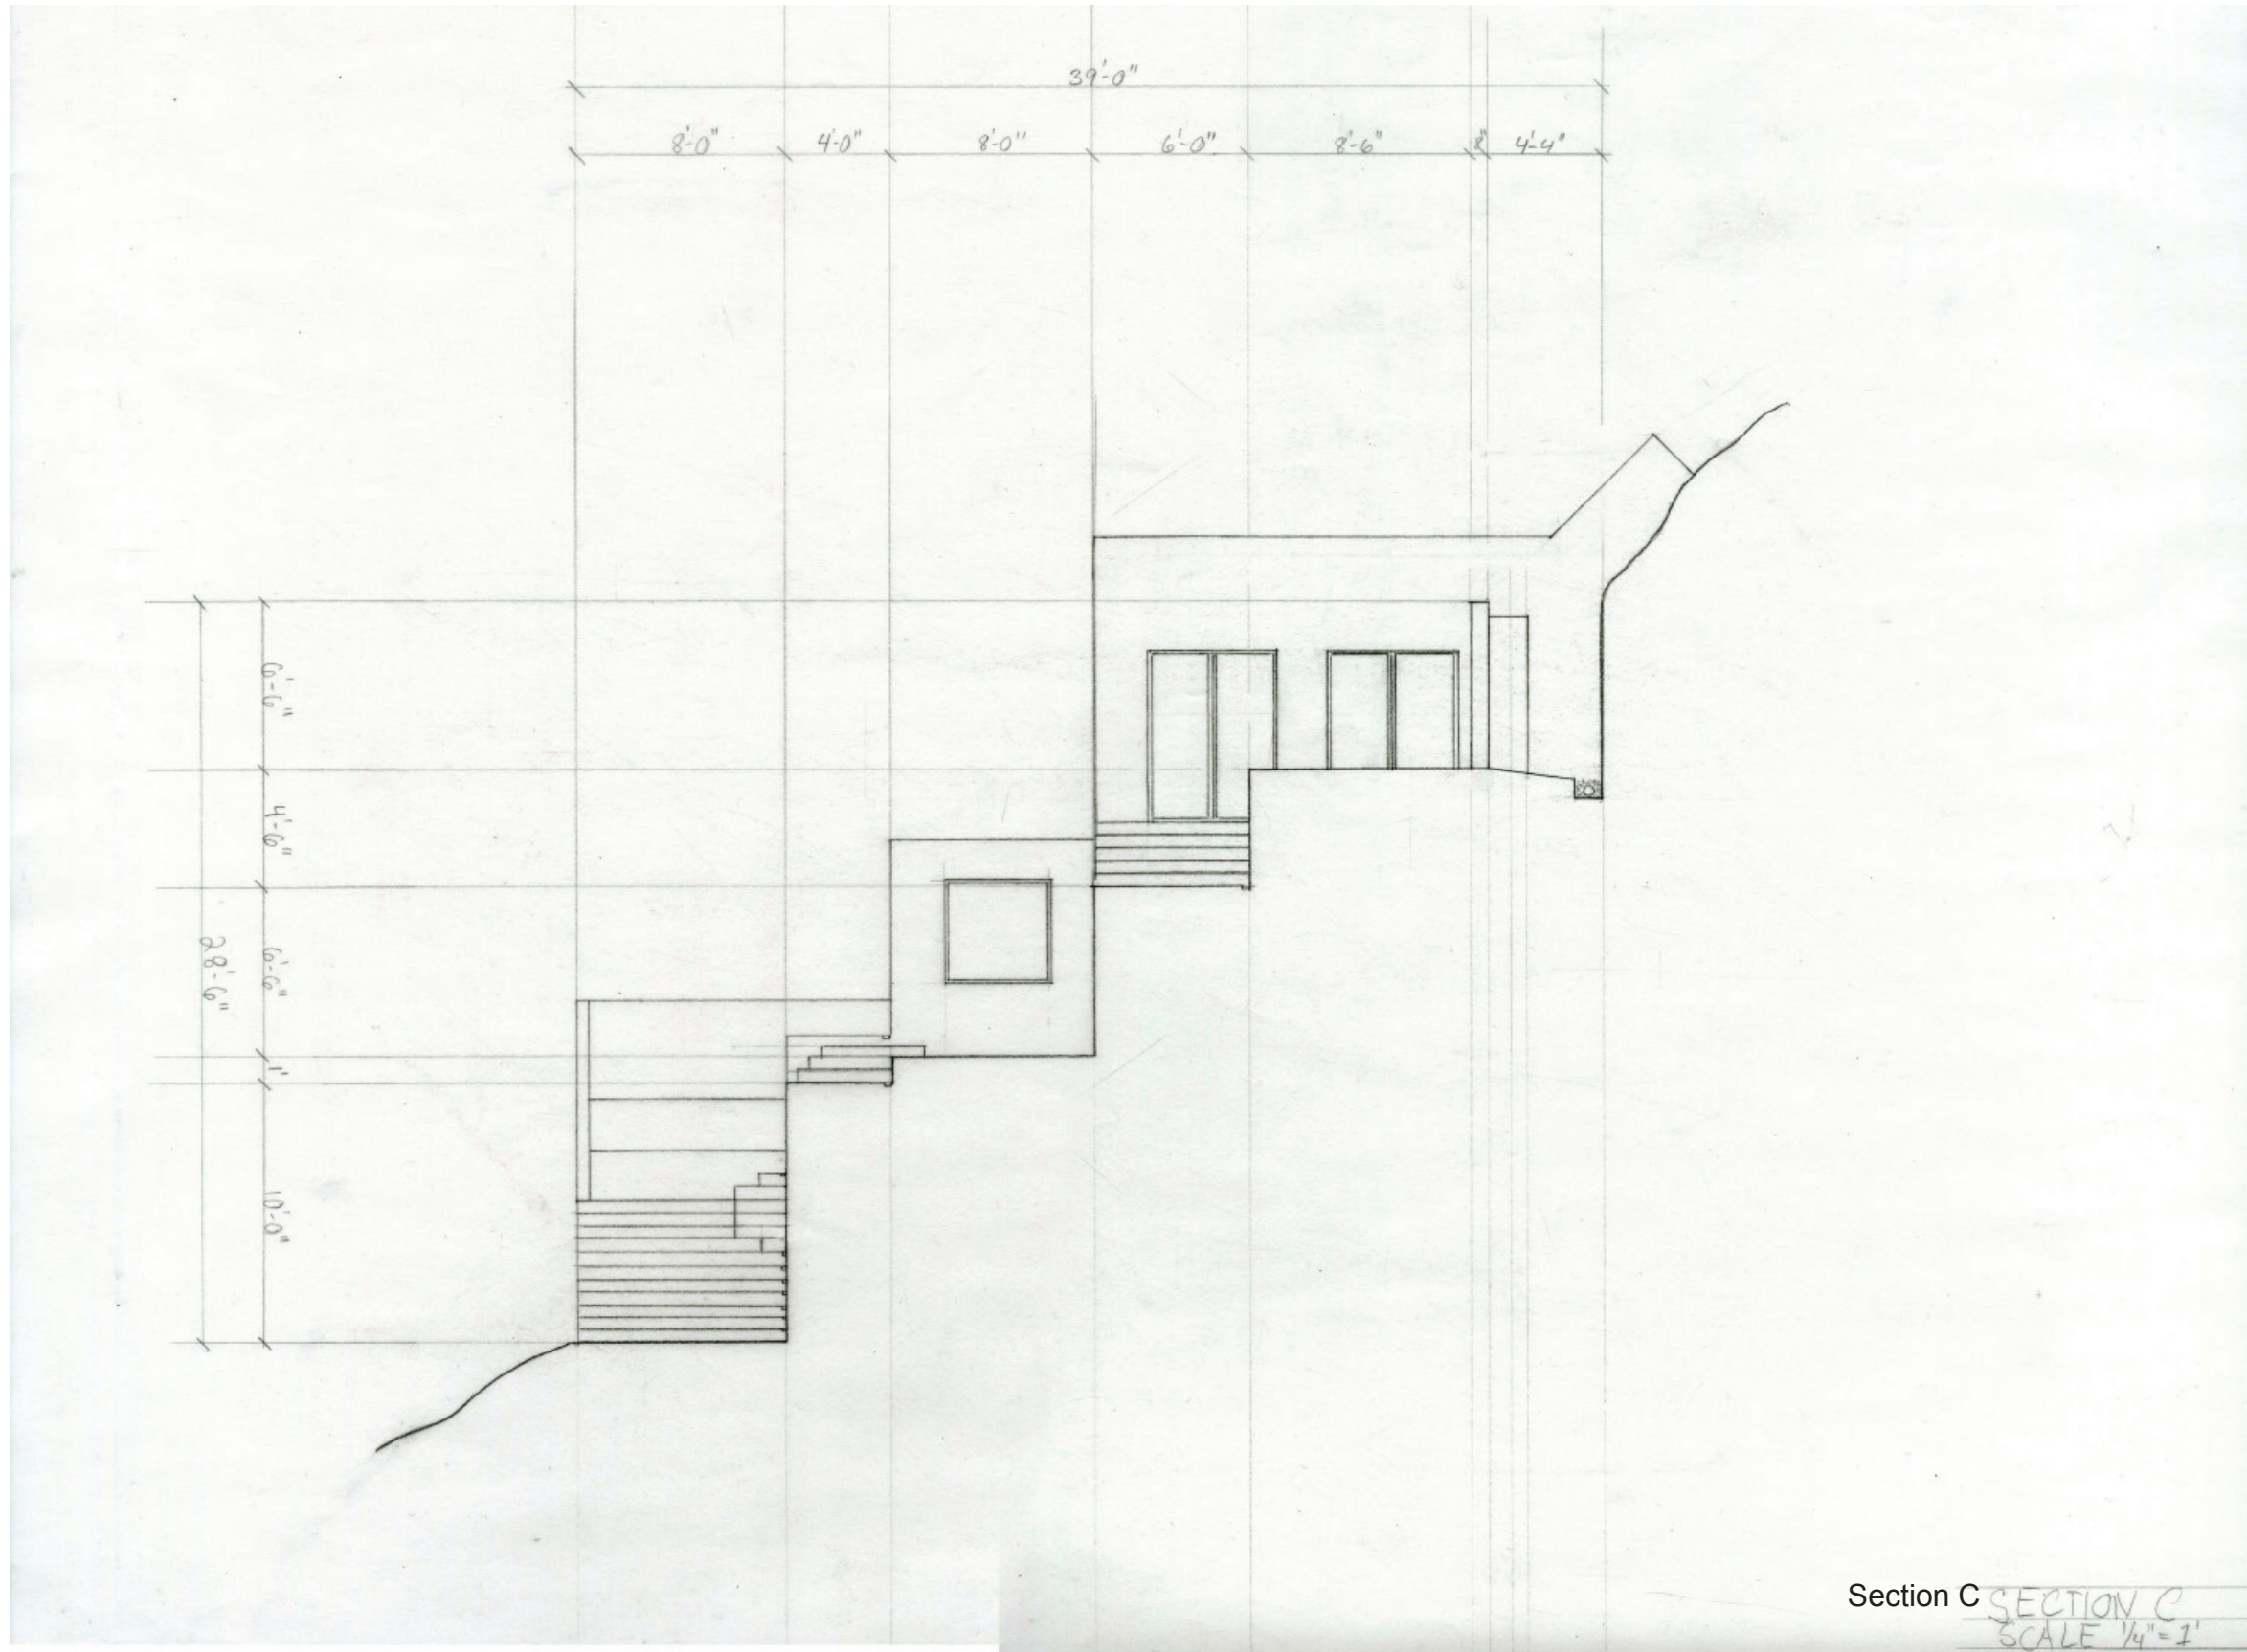 39'-0"
8'-0" 4'-0" 8'-0" 6'-0" 8'-6" 8" 4'-4"
6'-6"
4'-6"
28'-6"
6'-6"
1'
10'-0"
Section C
SECTION C
SCALE 1/4" = 1'